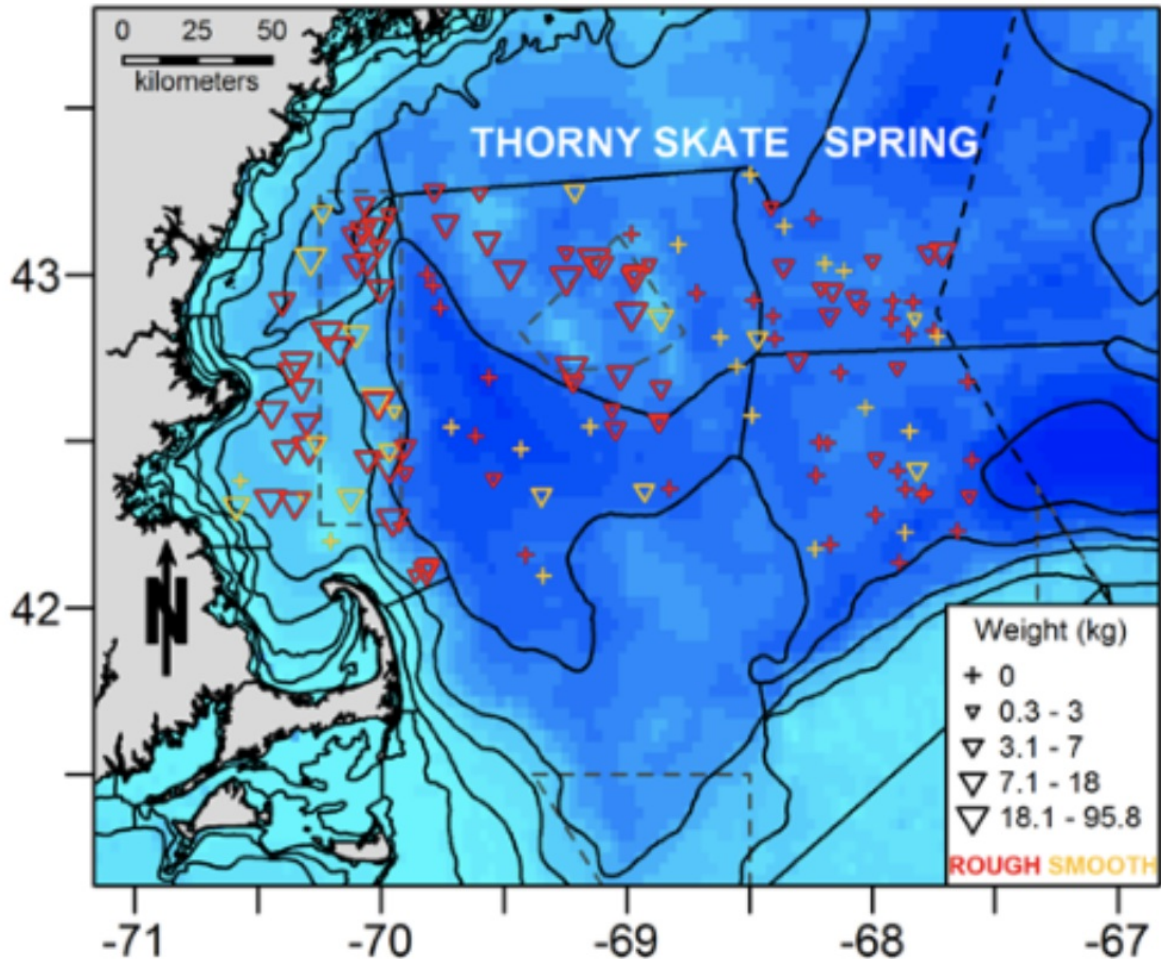 0 25 50
kilometers
THORNY SKATE SPRING
43
42
N
Weight (kg)
0
0.3 - 3
3.1 - 7
7.1 - 18
18.1 - 95.8
ROUGH SMOOTH
-71 -70 -69 -68 -67